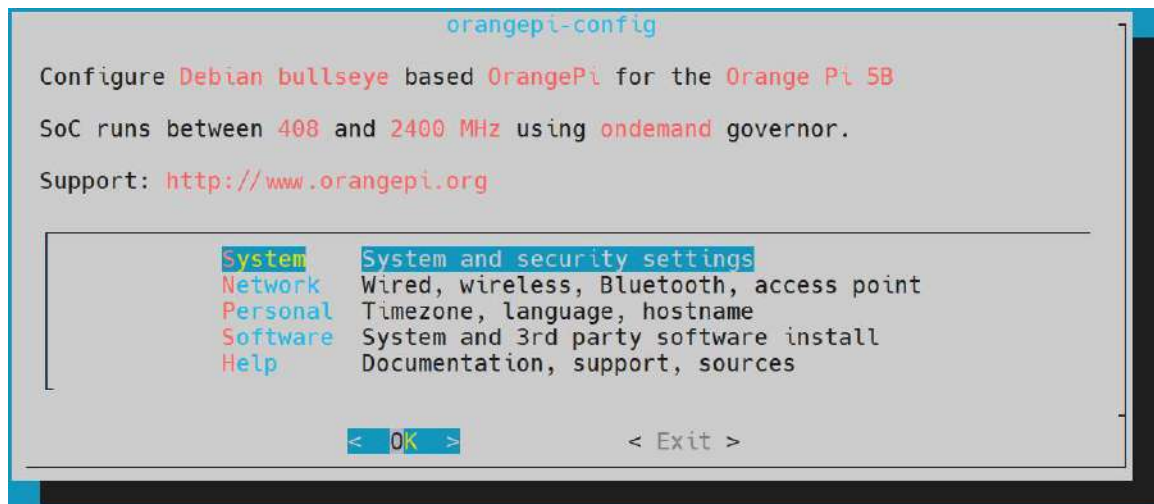 orangepi-config
Configure Debian bullseye based OrangePi for the Orange Pi 5B
SoC runs between 408 and 2400 MHz using ondemand governor.
Support: http://www.orangepi.org
System System and security settings
Network Wired, wireless, Bluetooth, access point
Personal Timezone, language, hostname
Software System and 3rd party software install
Help Documentation, support, sources
< OK > < Exit >